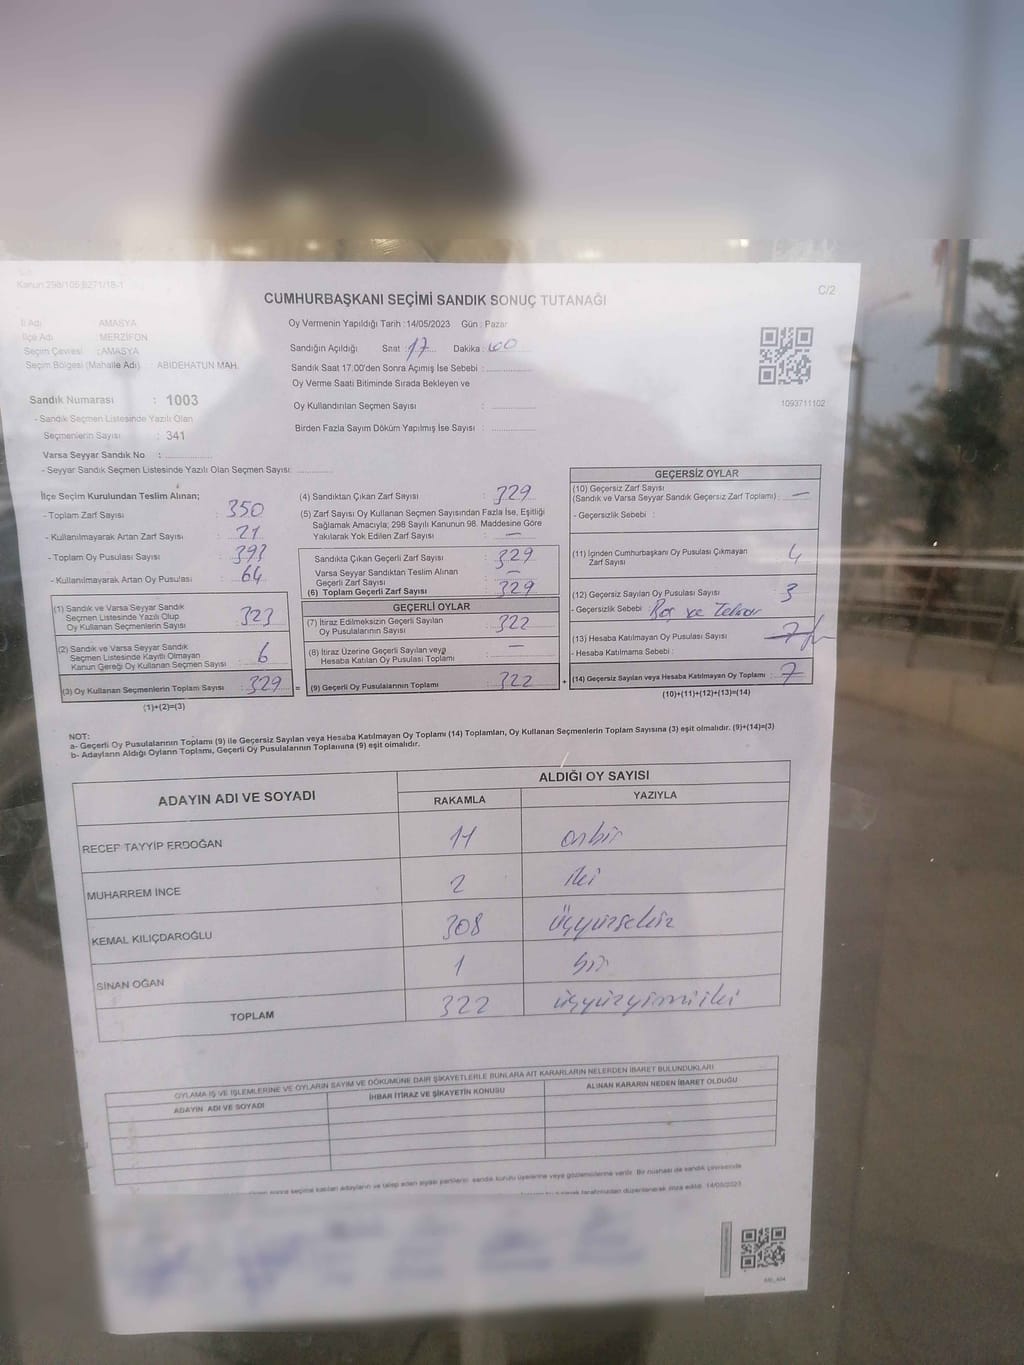 Kanun 298/105,6271/18-1
C/2
CUMHURBAŞKANI SEÇİMİ SANDIK SONUÇ TUTANAĞI
İl Adı : AMASYA
İlçe Adı : MERZİFON
Seçim Çevresi : AMASYA
Seçim Bölgesi (Mahalle Adı) : ABİDEHATUN MAH.
Sandık Numarası : 1003
- Sandık Seçmen Listesinde Yazılı Olan
Seçmenlerin Sayısı : 341
Varsa Seyyar Sandık No :
- Seyyar Sandık Seçmen Listesinde Yazılı Olan Seçmen Sayısı:
Oy Vermenin Yapıldığı Tarih : 14/05/2023 Gün : Pazar
Sandığın Açıldığı Saat : 17 Dakika : 00
Sandık Saat 17.00'den Sonra Açımış İse Sebebi :
Oy Verme Saati Bitiminde Sırada Bekleyen ve
Oy Kullandırılan Seçmen Sayısı :
Birden Fazla Sayım Döküm Yapılmış İse Sayısı :
1093711102
İlçe Seçim Kurulundan Teslim Alınan;
- Toplam Zarf Sayısı : 350
- Kullanılmayarak Artan Zarf Sayısı : 21
- Toplam Oy Pusulası Sayısı : 393
- Kullanılmayarak Artan Oy Pusulası : 64
(1) Sandık ve Varsa Seyyar Sandık
Seçmen Listesinde Yazılı Olup
Oy Kullanan Seçmenlerin Sayısı : 323
(2) Sandık ve Varsa Seyyar Sandık
Seçmen Listesinde Kayıtlı Olmayan
Kanun Gereği Oy Kullanan Seçmen Sayısı : 6
(3) Oy Kullanan Seçmenlerin Toplam Sayısı : 329
(1)+(2)=(3)
(4) Sandıktan Çıkan Zarf Sayısı : 329
(5) Zarf Sayısı Oy Kullanan Seçmen Sayısından Fazla İse, Eşitliği
Sağlamak Amacıyla; 298 Sayılı Kanunun 98. Maddesine Göre
Yakılarak Yok Edilen Zarf Sayısı : —
Sandıkta Çıkan Geçerli Zarf Sayısı : 329
Varsa Seyyar Sandıktan Teslim Alınan
Geçerli Zarf Sayısı : —
(6) Toplam Geçerli Zarf Sayısı : 329
GEÇERLİ OYLAR
(7) İtiraz Edilmeksizin Geçerli Sayılan
Oy Pusulalarının Sayısı : 322
(8) İtiraz Üzerine Geçerli Sayılan veya
Hesaba Katılan Oy Pusulası Toplamı : —
= (9) Geçerli Oy Pusulalarının Toplamı : 322
GEÇERSİZ OYLAR
(10) Geçersiz Zarf Sayısı
(Sandık ve Varsa Seyyar Sandık Geçersiz Zarf Toplamı) : —
- Geçersizlik Sebebi :
(11) İçinden Cumhurbaşkanı Oy Pusulası Çıkmayan
Zarf Sayısı : 4
(12) Geçersiz Sayılan Oy Pusulası Sayısı : 3
- Geçersizlik Sebebi
(13) Hesaba Katılmayan Oy Pusulası Sayısı
- Hesaba Katılmama Sebebi :
+ (14) Geçersiz Sayılan veya Hesaba Katılmayan Oy Toplamı : 7
(10)+(11)+(12)+(13)=(14)
NOT:
a- Geçerli Oy Pusulalarının Toplamı (9) ile Geçersiz Sayılan veya Hesaba Katılmayan Oy Toplamı (14) Toplamları, Oy Kullanan Seçmenlerin Toplam Sayısına (3) eşit olmalıdır. (9)+(14)=(3)
b- Adayların Aldığı Oyların Toplamı, Geçerli Oy Pusulalarının Toplamına (9) eşit olmalıdır.
ADAYIN ADI VE SOYADI
ALDIĞI OY SAYISI
RAKAMLA YAZIYLA
RECEP TAYYİP ERDOĞAN 11 onbir
MUHARREM İNCE 2 iki
KEMAL KILIÇDAROĞLU 308 üçyüzsekiz
SİNAN OĞAN 1 bir
TOPLAM 322 üçyüzyirmiiki
OYLAMA İŞ VE İŞLEMLERİNE VE OYLARIN SAYIM VE DÖKÜMÜNE DAİR ŞİKAYETLERLE BUNLARA AİT KARARLARIN NELERDEN İBARET BULUNDUKLARI
ADAYIN ADI VE SOYADI
İHBAR İTİRAZ VE ŞİKAYETİN KONUSU
ALINAN KARARIN NEDEN İBARET OLDUĞU
sonra seçime katılan adayların ve talep eden siyasi partilerin sandık kurulu üyelerine veya gözlemcilerine verilir. Bir nüshası da sandık çevresinde
tarafımızdan düzenlenerek imza edildi. 14/05/2023